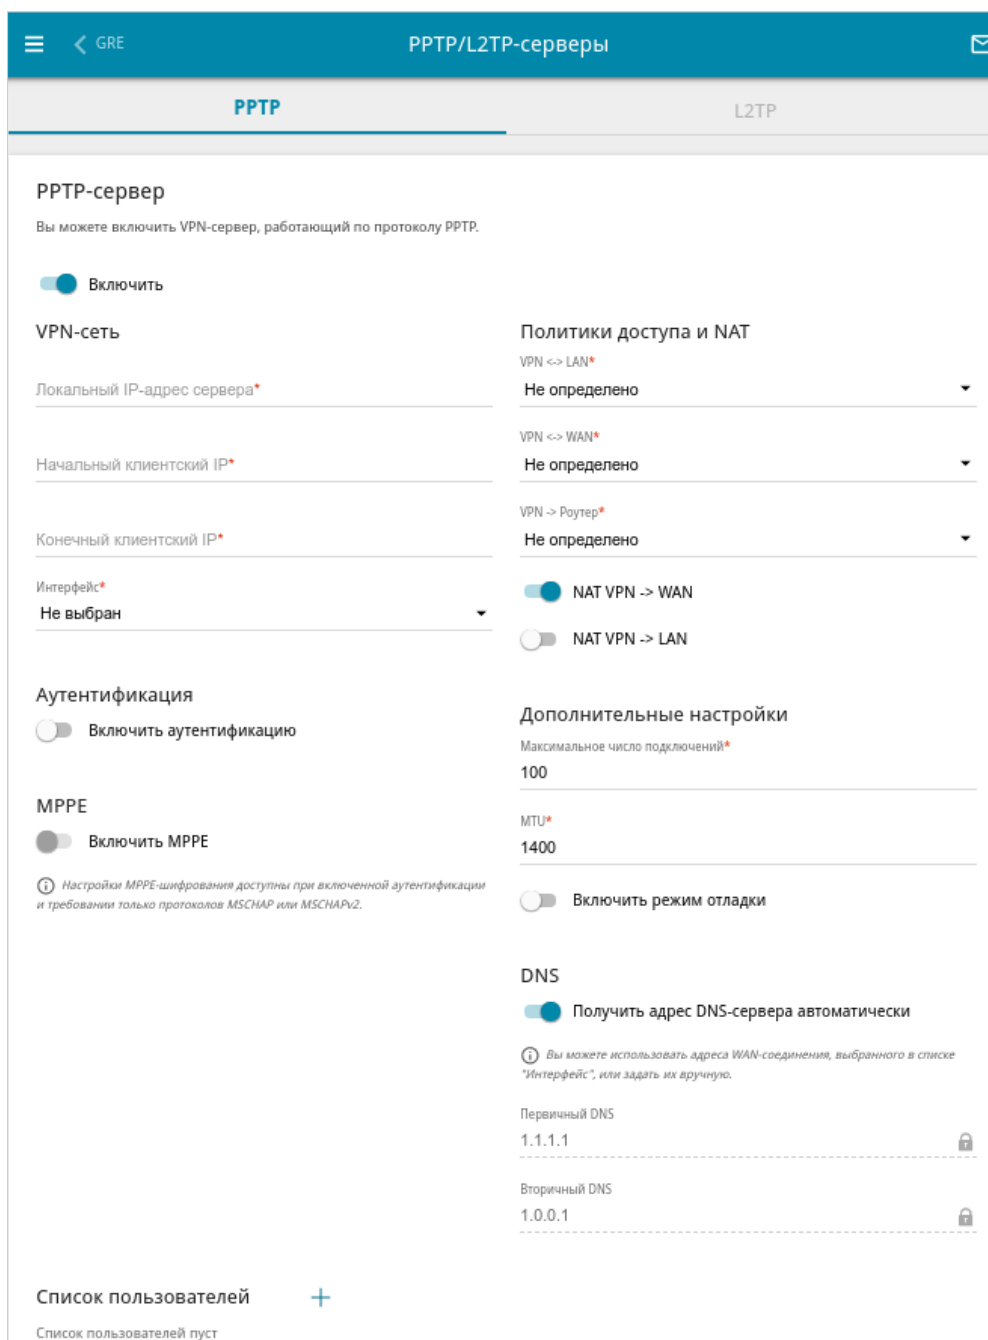 GRE
PPTP/L2TP-серверы
PPTP
L2TP
PPTP-сервер
Вы можете включить VPN-сервер, работающий по протоколу PPTP.
Включить
VPN-сеть
Локальный IP-адрес сервера*
Начальный клиентский IP*
Конечный клиентский IP*
Интерфейс*
Не выбран
Аутентификация
Включить аутентификацию
MPPE
Включить MPPE
Настройки MPPE-шифрования доступны при включенной аутентификации
и требовании только протоколов MSCHAP или MSCHAPv2.
Политики доступа и NAT
VPN <-> LAN*
Не определено
VPN <-> WAN*
Не определено
VPN -> Роутер*
Не определено
NAT VPN -> WAN
NAT VPN -> LAN
Дополнительные настройки
Максимальное число подключений*
100
MTU*
1400
Включить режим отладки
DNS
Получить адрес DNS-сервера автоматически
Вы можете использовать адреса WAN-соединения, выбранного в списке
"Интерфейс", или задать их вручную.
Первичный DNS
1.1.1.1
Вторичный DNS
1.0.0.1
Список пользователей
Список пользователей пуст